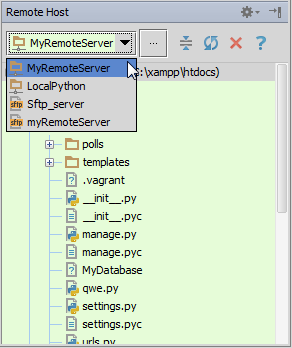 Remote Host
MyRemoteServer
...
MyRemoteServer
:\xampp\htdocs)
LocalPython
Sftp_server
myRemoteServer
polls
templates
.vagrant
__init__.py
__init__.pyc
manage.py
manage.pyc
MyDatabase
qwe.py
settings.py
settings.pyc
urls.py